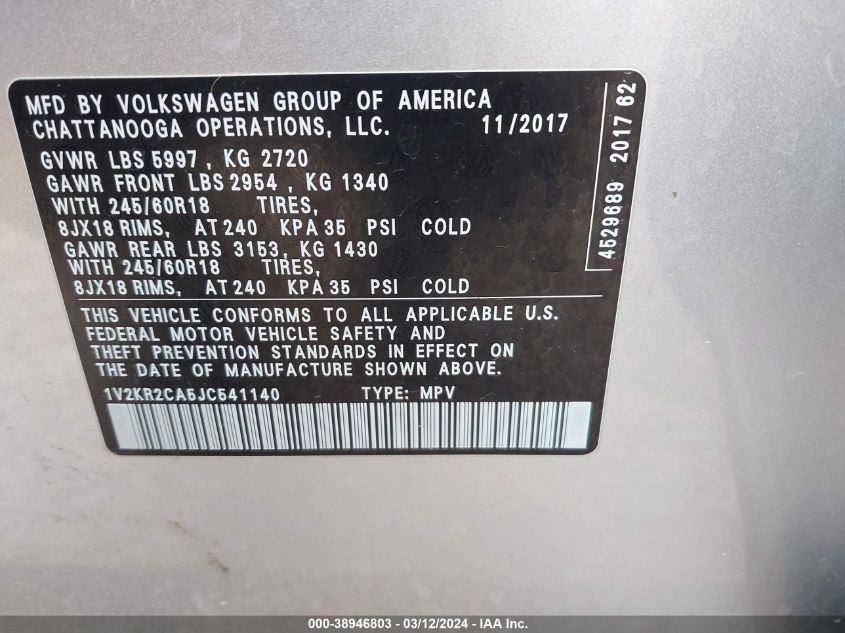 MFD BY VOLKSWAGEN GROUP OF AMERICA
CHATTANOOGA OPERATIONS, LLC. 11/2017
GVWR LBS 5997 , KG 2720
GAWR FRONT LBS 2954 , KG 1340
WITH 245/60R18 TIRES,
8JX18 RIMS, AT 240 KPA 35 PSI COLD
GAWR REAR LBS 3153, KG 1430
WITH 245/60R18 TIRES,
8JX18 RIMS, AT 240 KPA 35 PSI COLD
4529689 2017 62
THIS VEHICLE CONFORMS TO ALL APPLICABLE U.S.
FEDERAL MOTOR VEHICLE SAFETY AND
THEFT PREVENTION STANDARDS IN EFFECT ON
THE DATE OF MANUFACTURE SHOWN ABOVE.
1V2KR2CA5JC541140 TYPE: MPV
000-38946803 - 03/12/2024 - IAA Inc.